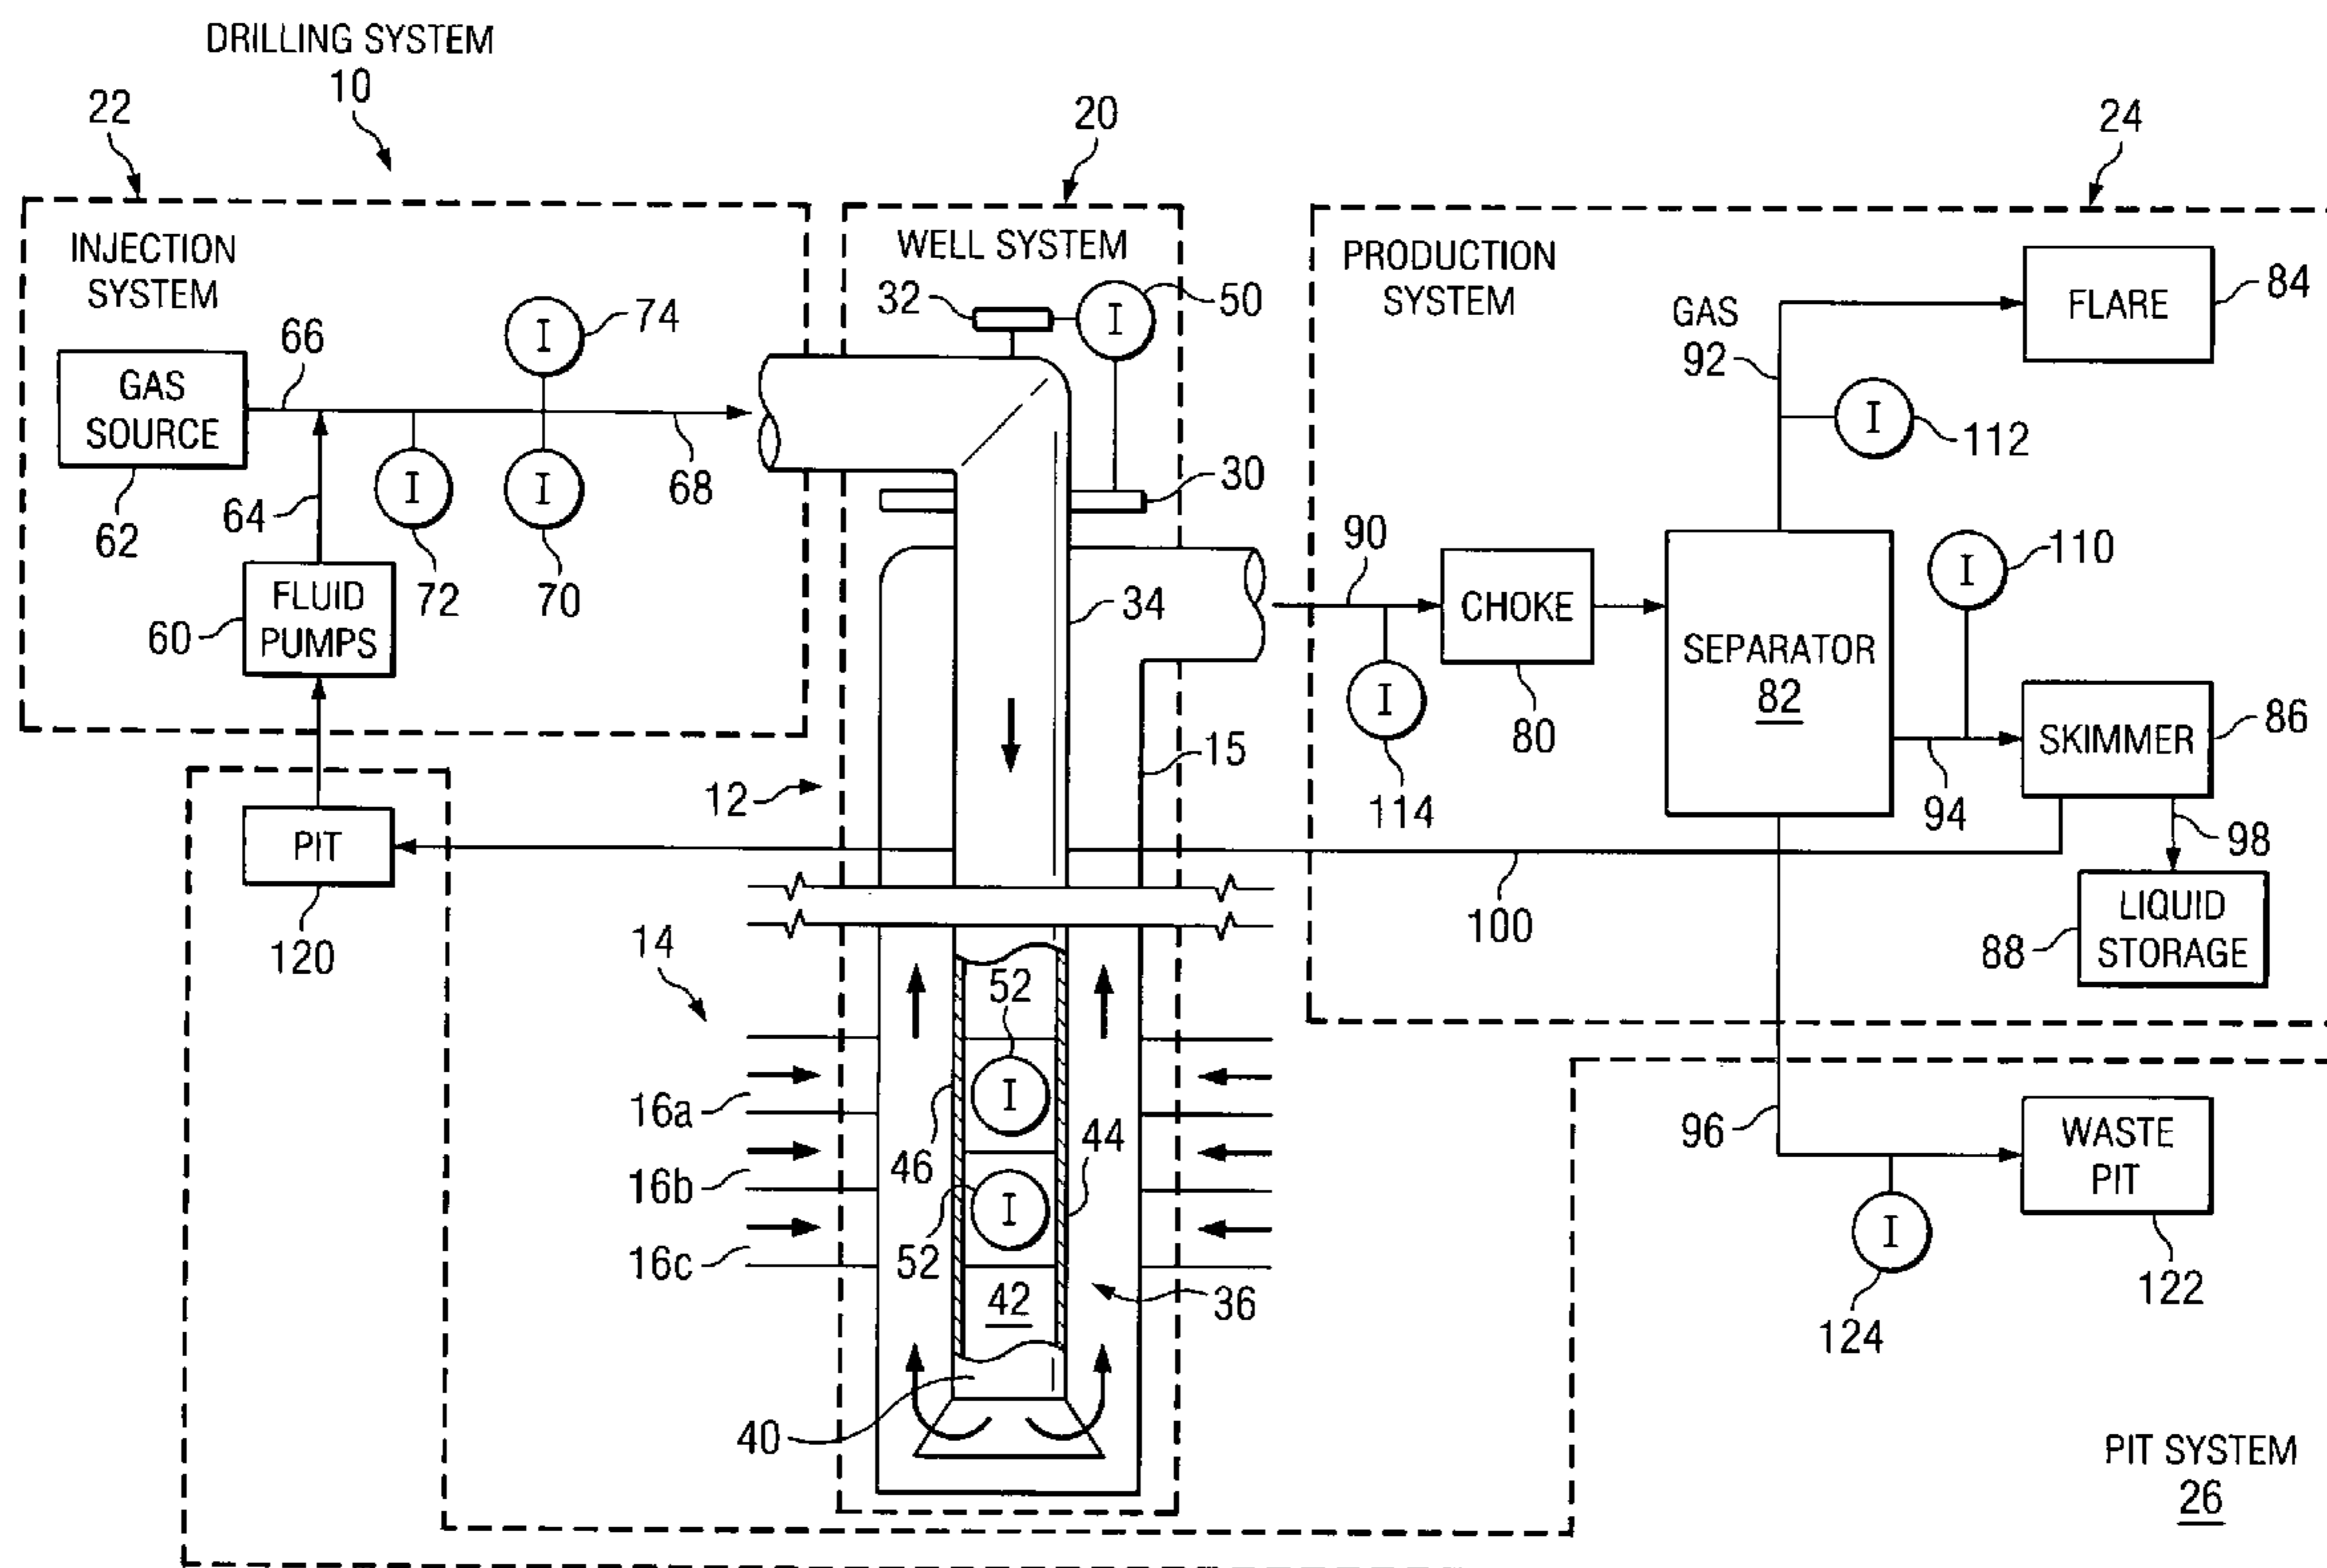 DRILLING SYSTEM
10
22
20
24
INJECTION
SYSTEM
WELL SYSTEM
PRODUCTION
SYSTEM
GAS
SOURCE
62
66
64
FLUID
PUMPS
60
I
74
I
72
I
70
68
32
I
50
30
34
15
12
90
I
114
CHOKE
80
SEPARATOR
82
GAS
92
FLARE
84
I
112
I
110
94
SKIMMER
86
98
LIQUID
STORAGE
88
100
PIT
120
14
16a
16b
16c
52
I
46
44
I
52
42
36
40
96
WASTE
PIT
122
I
124
PIT SYSTEM
26